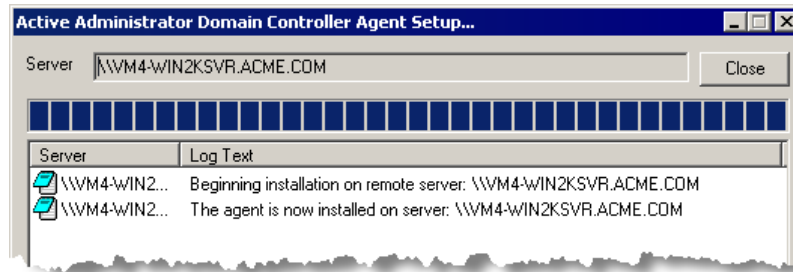 Active Administrator Domain Controller Agent Setup...
Server \\VM4-WIN2KSVR.ACME.COM Close
Server Log Text
\\VM4-WIN2... Beginning installation on remote server: \\VM4-WIN2KSVR.ACME.COM
\\VM4-WIN2... The agent is now installed on server: \\VM4-WIN2KSVR.ACME.COM